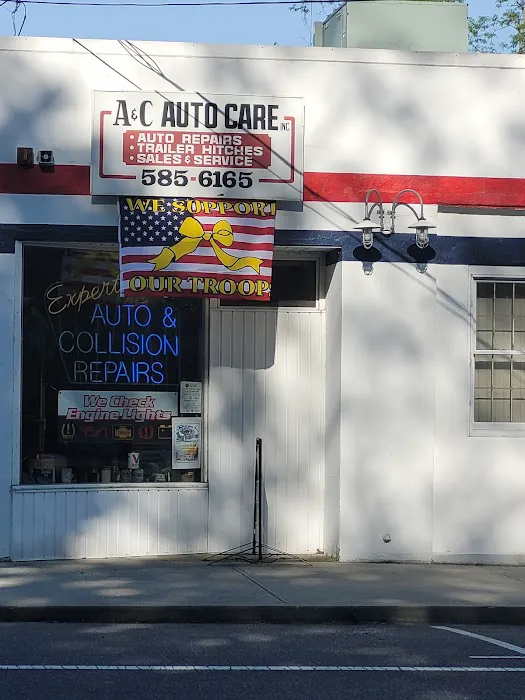 A&C AUTO CARE INC
• AUTO REPAIRS
• TRAILER HITCHES
• SALES & SERVICE
585-6165
WE SUPPORT
OUR TROOP
Expert
AUTO &
COLLISION
REPAIRS
We Check
Engine Lights